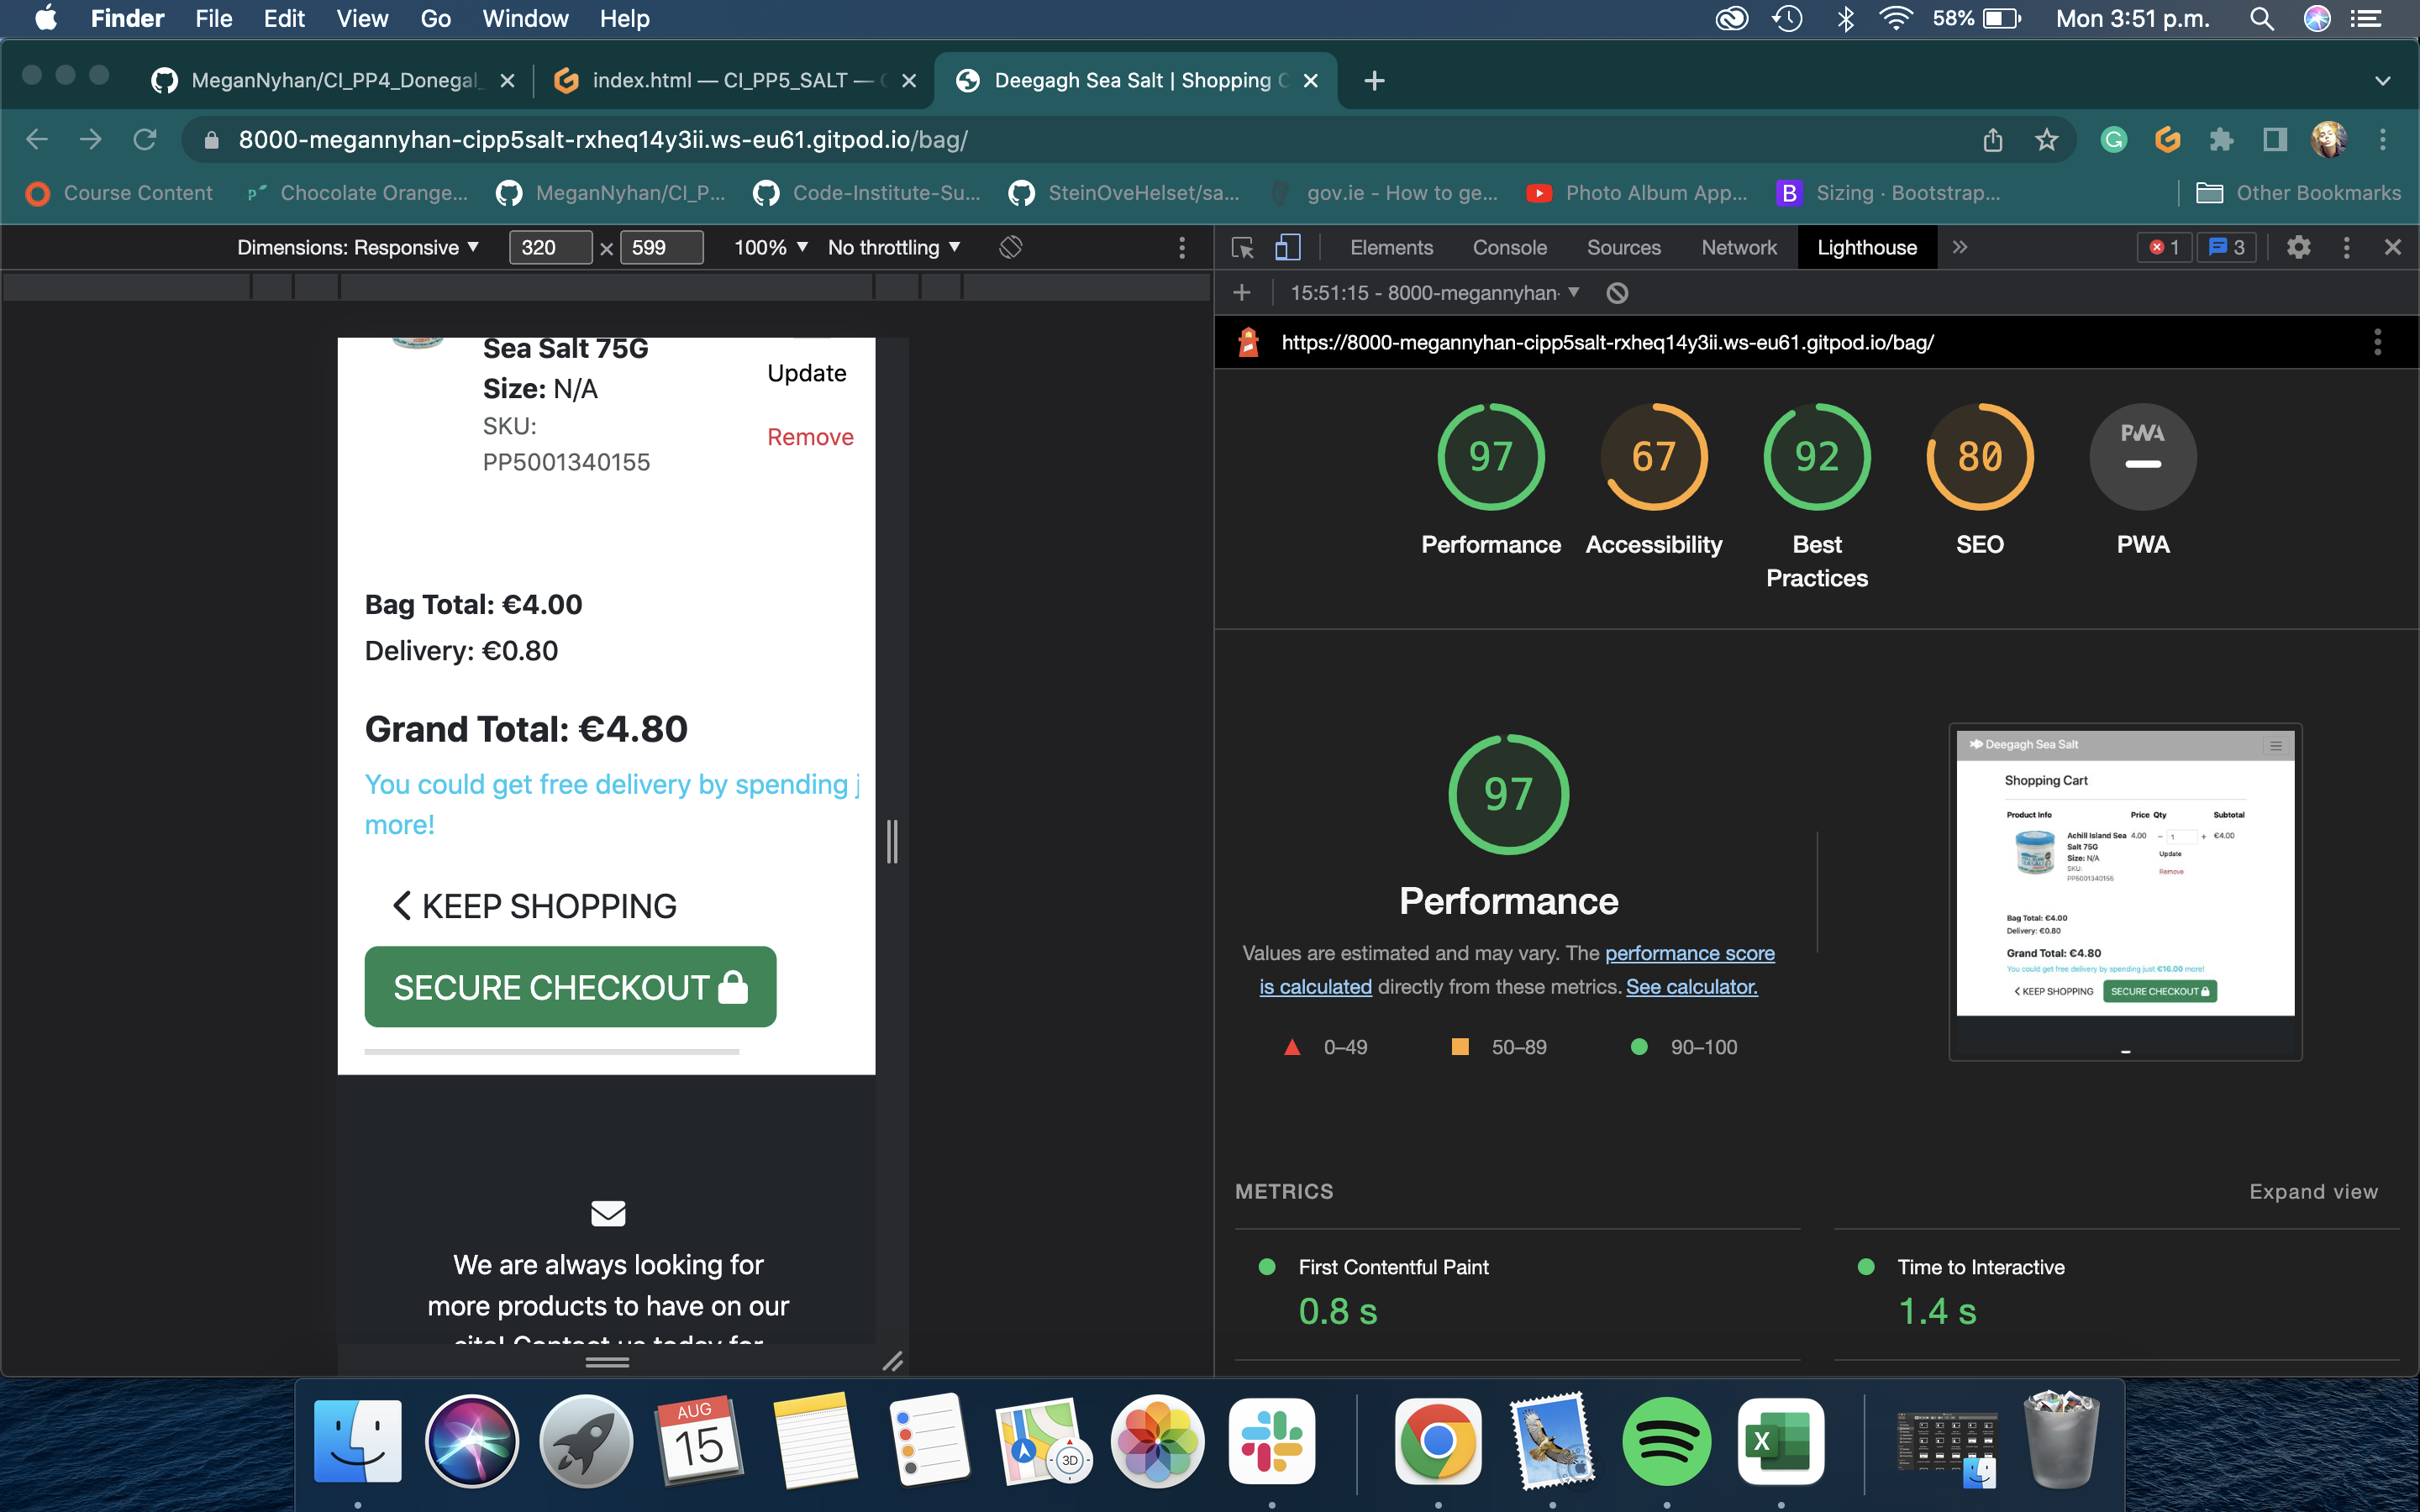 Finder File Edit View Go Window Help 58% Mon 3:51 p.m.
MeganNyhan/CI_PP4_Donegal_ index.html — CI_PP5_SALT — Deegagh Sea Salt | Shopping
8000-megannyhan-cipp5salt-rxheq14y3ii.ws-eu61.gitpod.io/bag/
Course Content Chocolate Orange... MeganNyhan/CI_P... Code-Institute-Su... SteinOveHelset/sa... gov.ie - How to ge... Photo Album App... B Sizing · Bootstrap... Other Bookmarks
Dimensions: Responsive 320 × 599 100% No throttling
Elements Console Sources Network Lighthouse 1 3
15:51:15 - 8000-megannyhan-
https://8000-megannyhan-cipp5salt-rxheq14y3ii.ws-eu61.gitpod.io/bag/
Sea Salt 75G
Update
Size: N/A
SKU:
Remove
PP5001340155
Bag Total: €4.00
Delivery: €0.80
Grand Total: €4.80
You could get free delivery by spending j
more!
KEEP SHOPPING
SECURE CHECKOUT
We are always looking for
more products to have on our
site! Contact us today for
97 67 92 80 PWA
Performance Accessibility Best Practices SEO PWA
97
Performance
Values are estimated and may vary. The performance score
is calculated directly from these metrics. See calculator.
0–49 50–89 90–100
Deegagh Sea Salt
Shopping Cart
Product Info Price Qty Subtotal
Achill Island Sea 4.00 − 1 + €4.00
Salt 75G
Update
Size: N/A
SKU:
Remove
PP5001340155
Bag Total: €4.00
Delivery: €0.80
Grand Total: €4.80
You could get free delivery by spending just €16.00 more!
KEEP SHOPPING SECURE CHECKOUT
METRICS Expand view
First Contentful Paint
0.8 s
Time to Interactive
1.4 s
AUG
15
3D
X